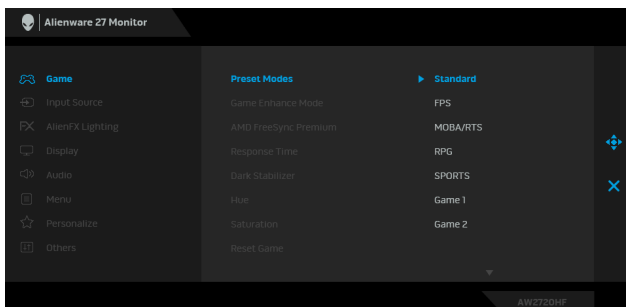 Alienware 27 Monitor
Game
Preset Modes
Standard
Input Source
Game Enhance Mode
FPS
FX
AlienFX Lighting
AMD FreeSync Premium
MOBA/RTS
Display
Response Time
RPG
Audio
Dark Stabilizer
SPORTS
Menu
Hue
Game 1
Personalize
Saturation
Game 2
Others
Reset Game
AW2720HF